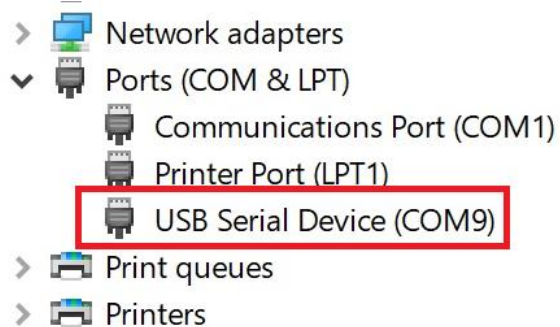 Network adapters
Ports (COM & LPT)
Communications Port (COM1)
Printer Port (LPT1)
USB Serial Device (COM9)
Print queues
Printers